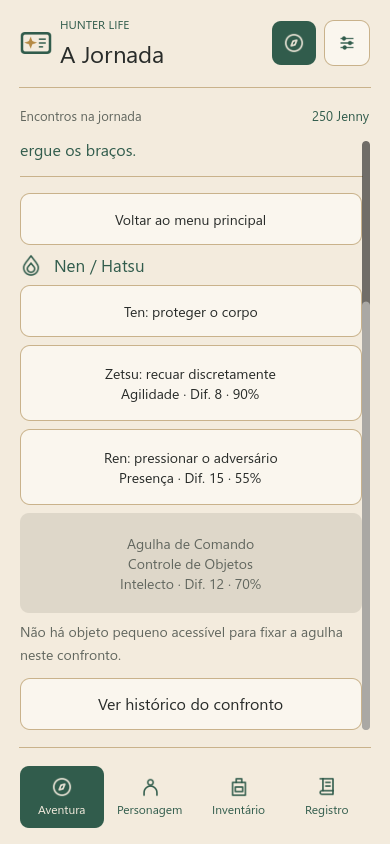 HUNTER LIFE
A Jornada
Encontros na jornada
250 Jenny
ergue os braços.
Voltar ao menu principal
Nen / Hatsu
Ten: proteger o corpo
Zetsu: recuar discretamente
Agilidade · Dif. 8 · 90%
Ren: pressionar o adversário
Presença · Dif. 15 · 55%
Agulha de Comando
Controle de Objetos
Intelecto · Dif. 12 · 70%
Não há objeto pequeno acessível para fixar a agulha
neste confronto.
Ver histórico do confronto
Aventura
Personagem
Inventário
Registro